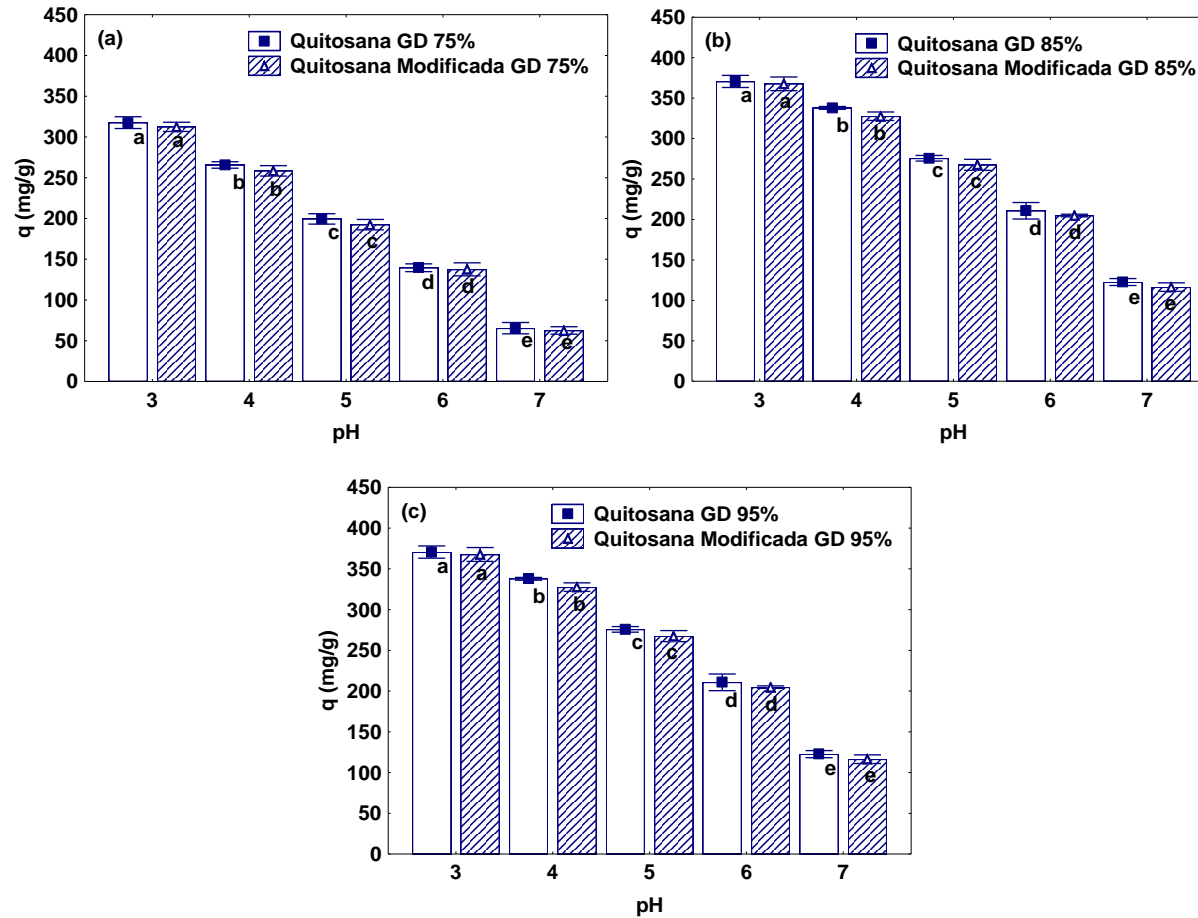 (a)
Quitosana GD 75%
Quitosana Modificada GD 75%
450
400
350
300
250
200
150
100
50
0
q (mg/g)
a a b b c c d d e e
3 4 5 6 7
pH
(b)
Quitosana GD 85%
Quitosana Modificada GD 85%
450
400
350
300
250
200
150
100
50
0
q (mg/g)
a a b b c c d d e e
3 4 5 6 7
pH
(c)
Quitosana GD 95%
Quitosana Modificada GD 95%
450
400
350
300
250
200
150
100
50
0
q (mg/g)
a a b b c c d d e e
3 4 5 6 7
pH